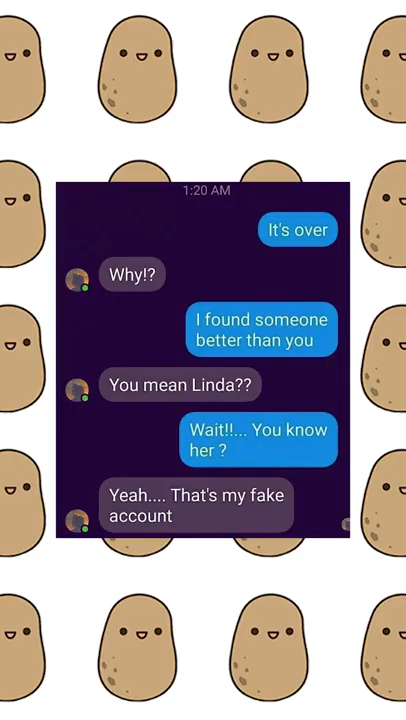 1:20 AM
It's over
Why!?
I found someone
better than you
You mean Linda??
Wait!!... You know
her ?
Yeah.... That's my fake
account